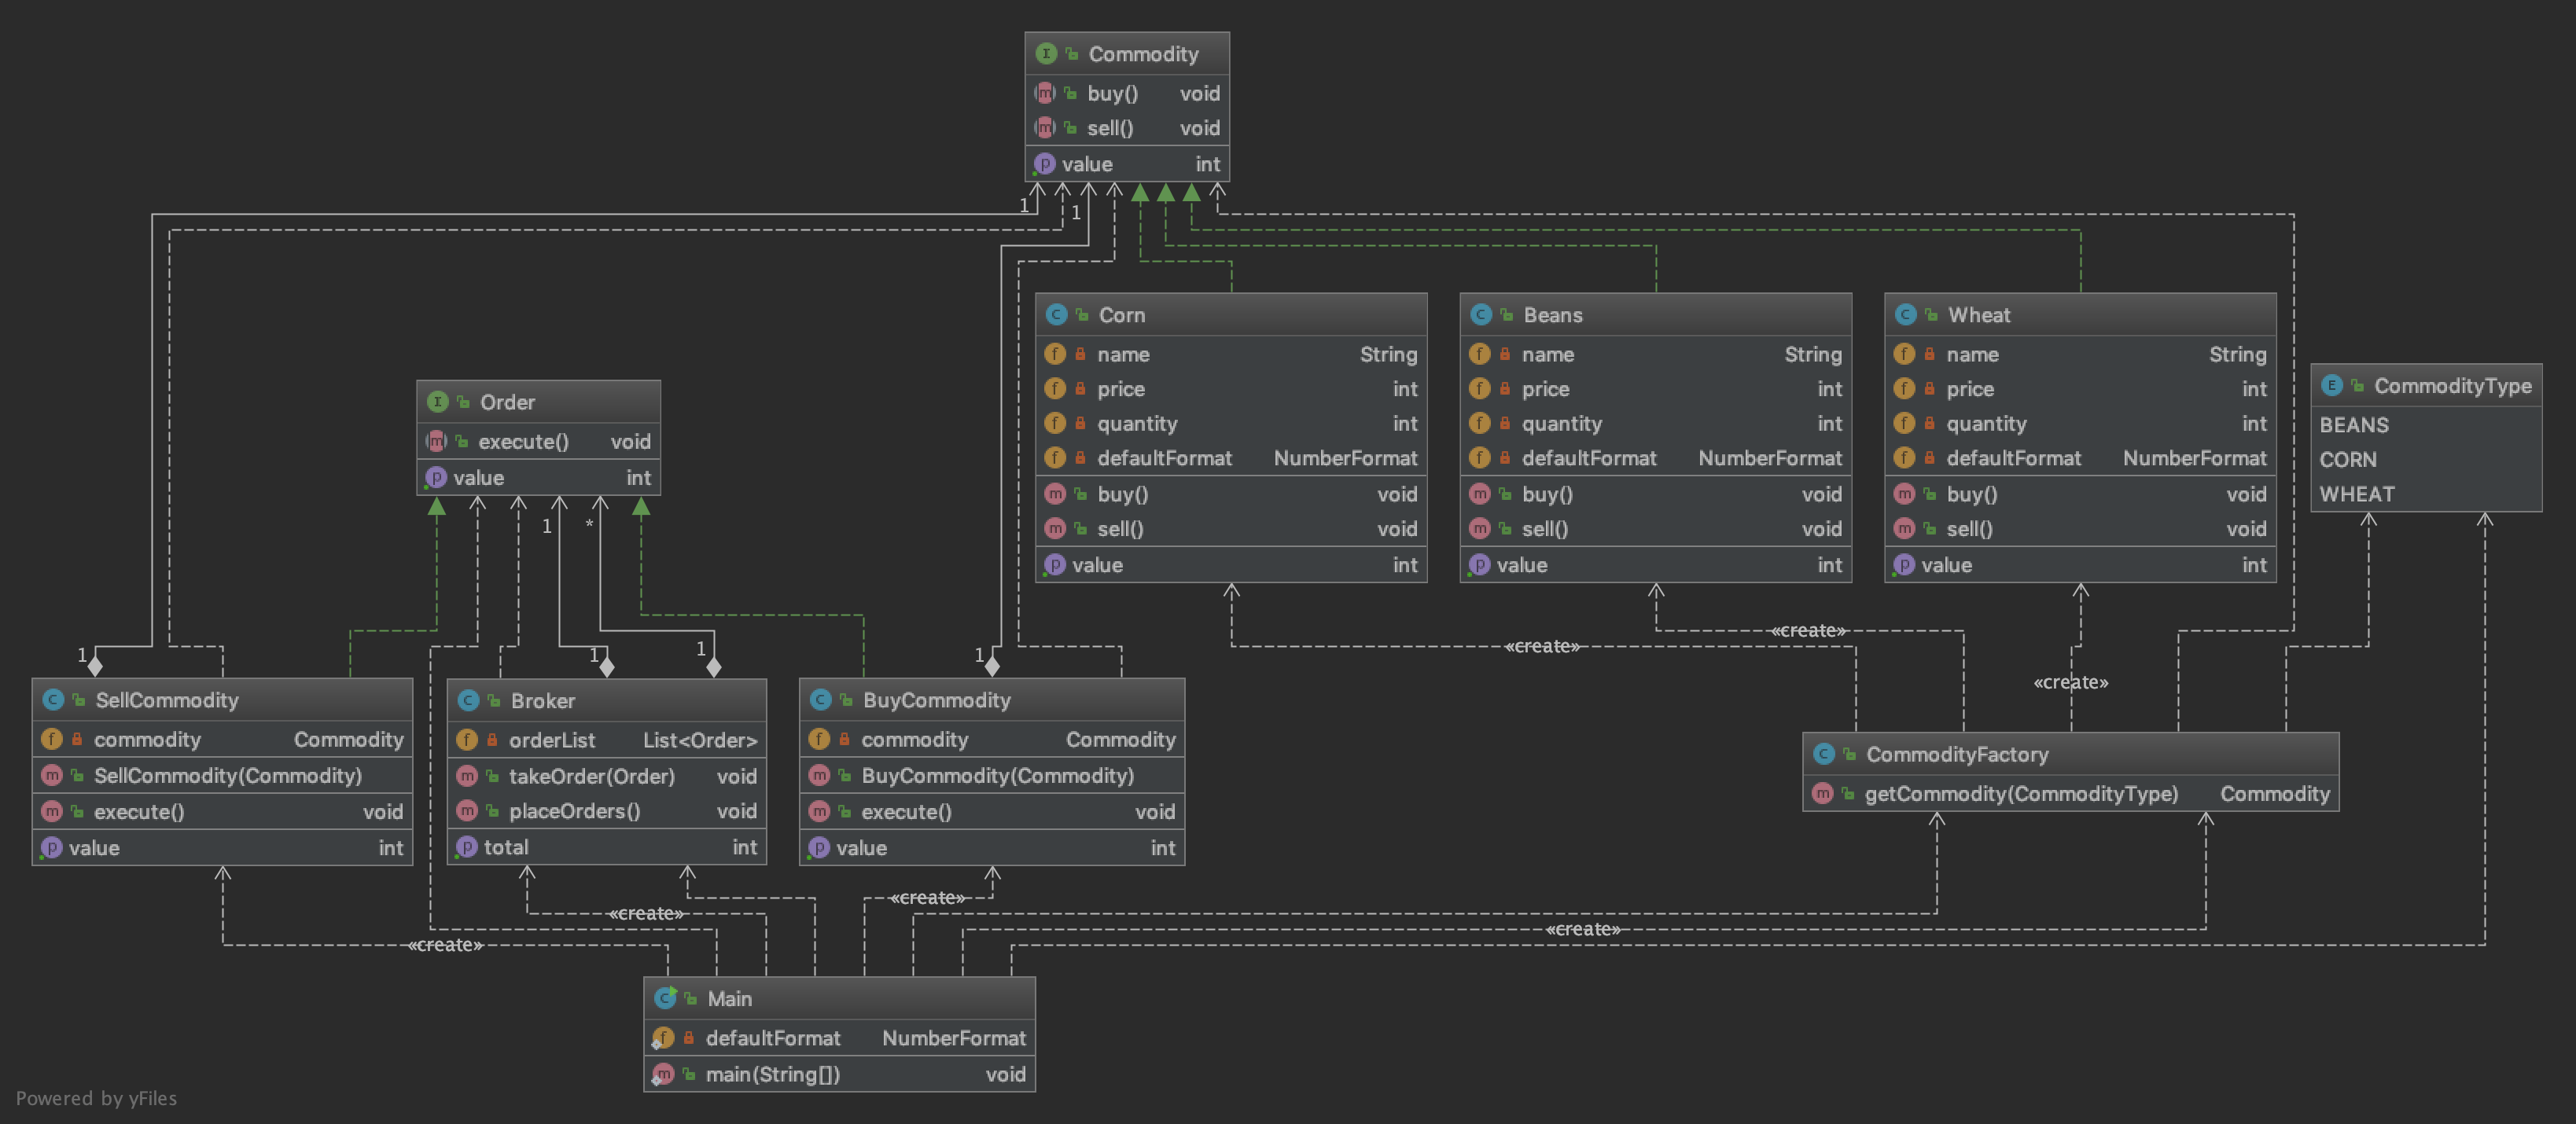 Commodity
buy() void
sell() void
value int
1
1
Corn
name String
price int
quantity int
defaultFormat NumberFormat
buy() void
sell() void
value int
Beans
name String
price int
quantity int
defaultFormat NumberFormat
buy() void
sell() void
value int
Wheat
name String
price int
quantity int
defaultFormat NumberFormat
buy() void
sell() void
value int
CommodityType
BEANS
CORN
WHEAT
Order
execute() void
value int
1
*
1
1
1
1
«create»
«create»
«create»
SellCommodity
commodity Commodity
SellCommodity(Commodity)
execute() void
value int
Broker
orderList List<Order>
takeOrder(Order) void
placeOrders() void
total int
BuyCommodity
commodity Commodity
BuyCommodity(Commodity)
execute() void
value int
CommodityFactory
getCommodity(CommodityType) Commodity
«create»
«create»
«create»
«create»
Main
defaultFormat NumberFormat
main(String[]) void
Powered by yFiles